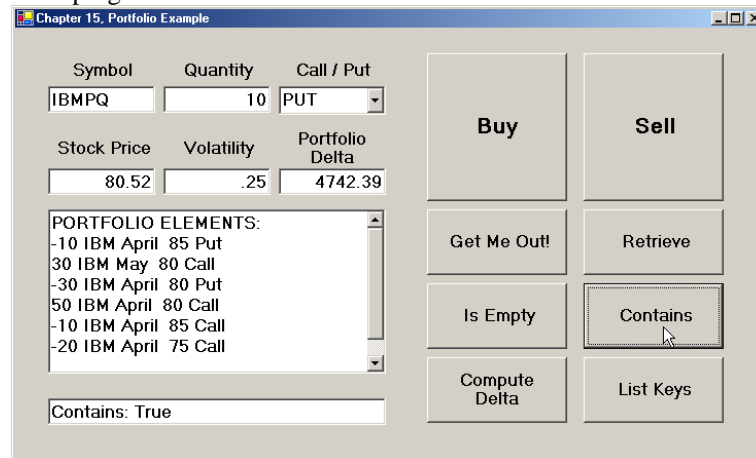 Chapter 15, Portfolio Example
Symbol Quantity Call / Put
IBMPQ 10 PUT
Stock Price Volatility Portfolio Delta
80.52 .25 4742.39
PORTFOLIO ELEMENTS:
-10 IBM April 85 Put
30 IBM May 80 Call
-30 IBM April 80 Put
50 IBM April 80 Call
-10 IBM April 85 Call
-20 IBM April 75 Call
Contains: True
Buy Sell
Get Me Out! Retrieve
Is Empty Contains
Compute Delta List Keys